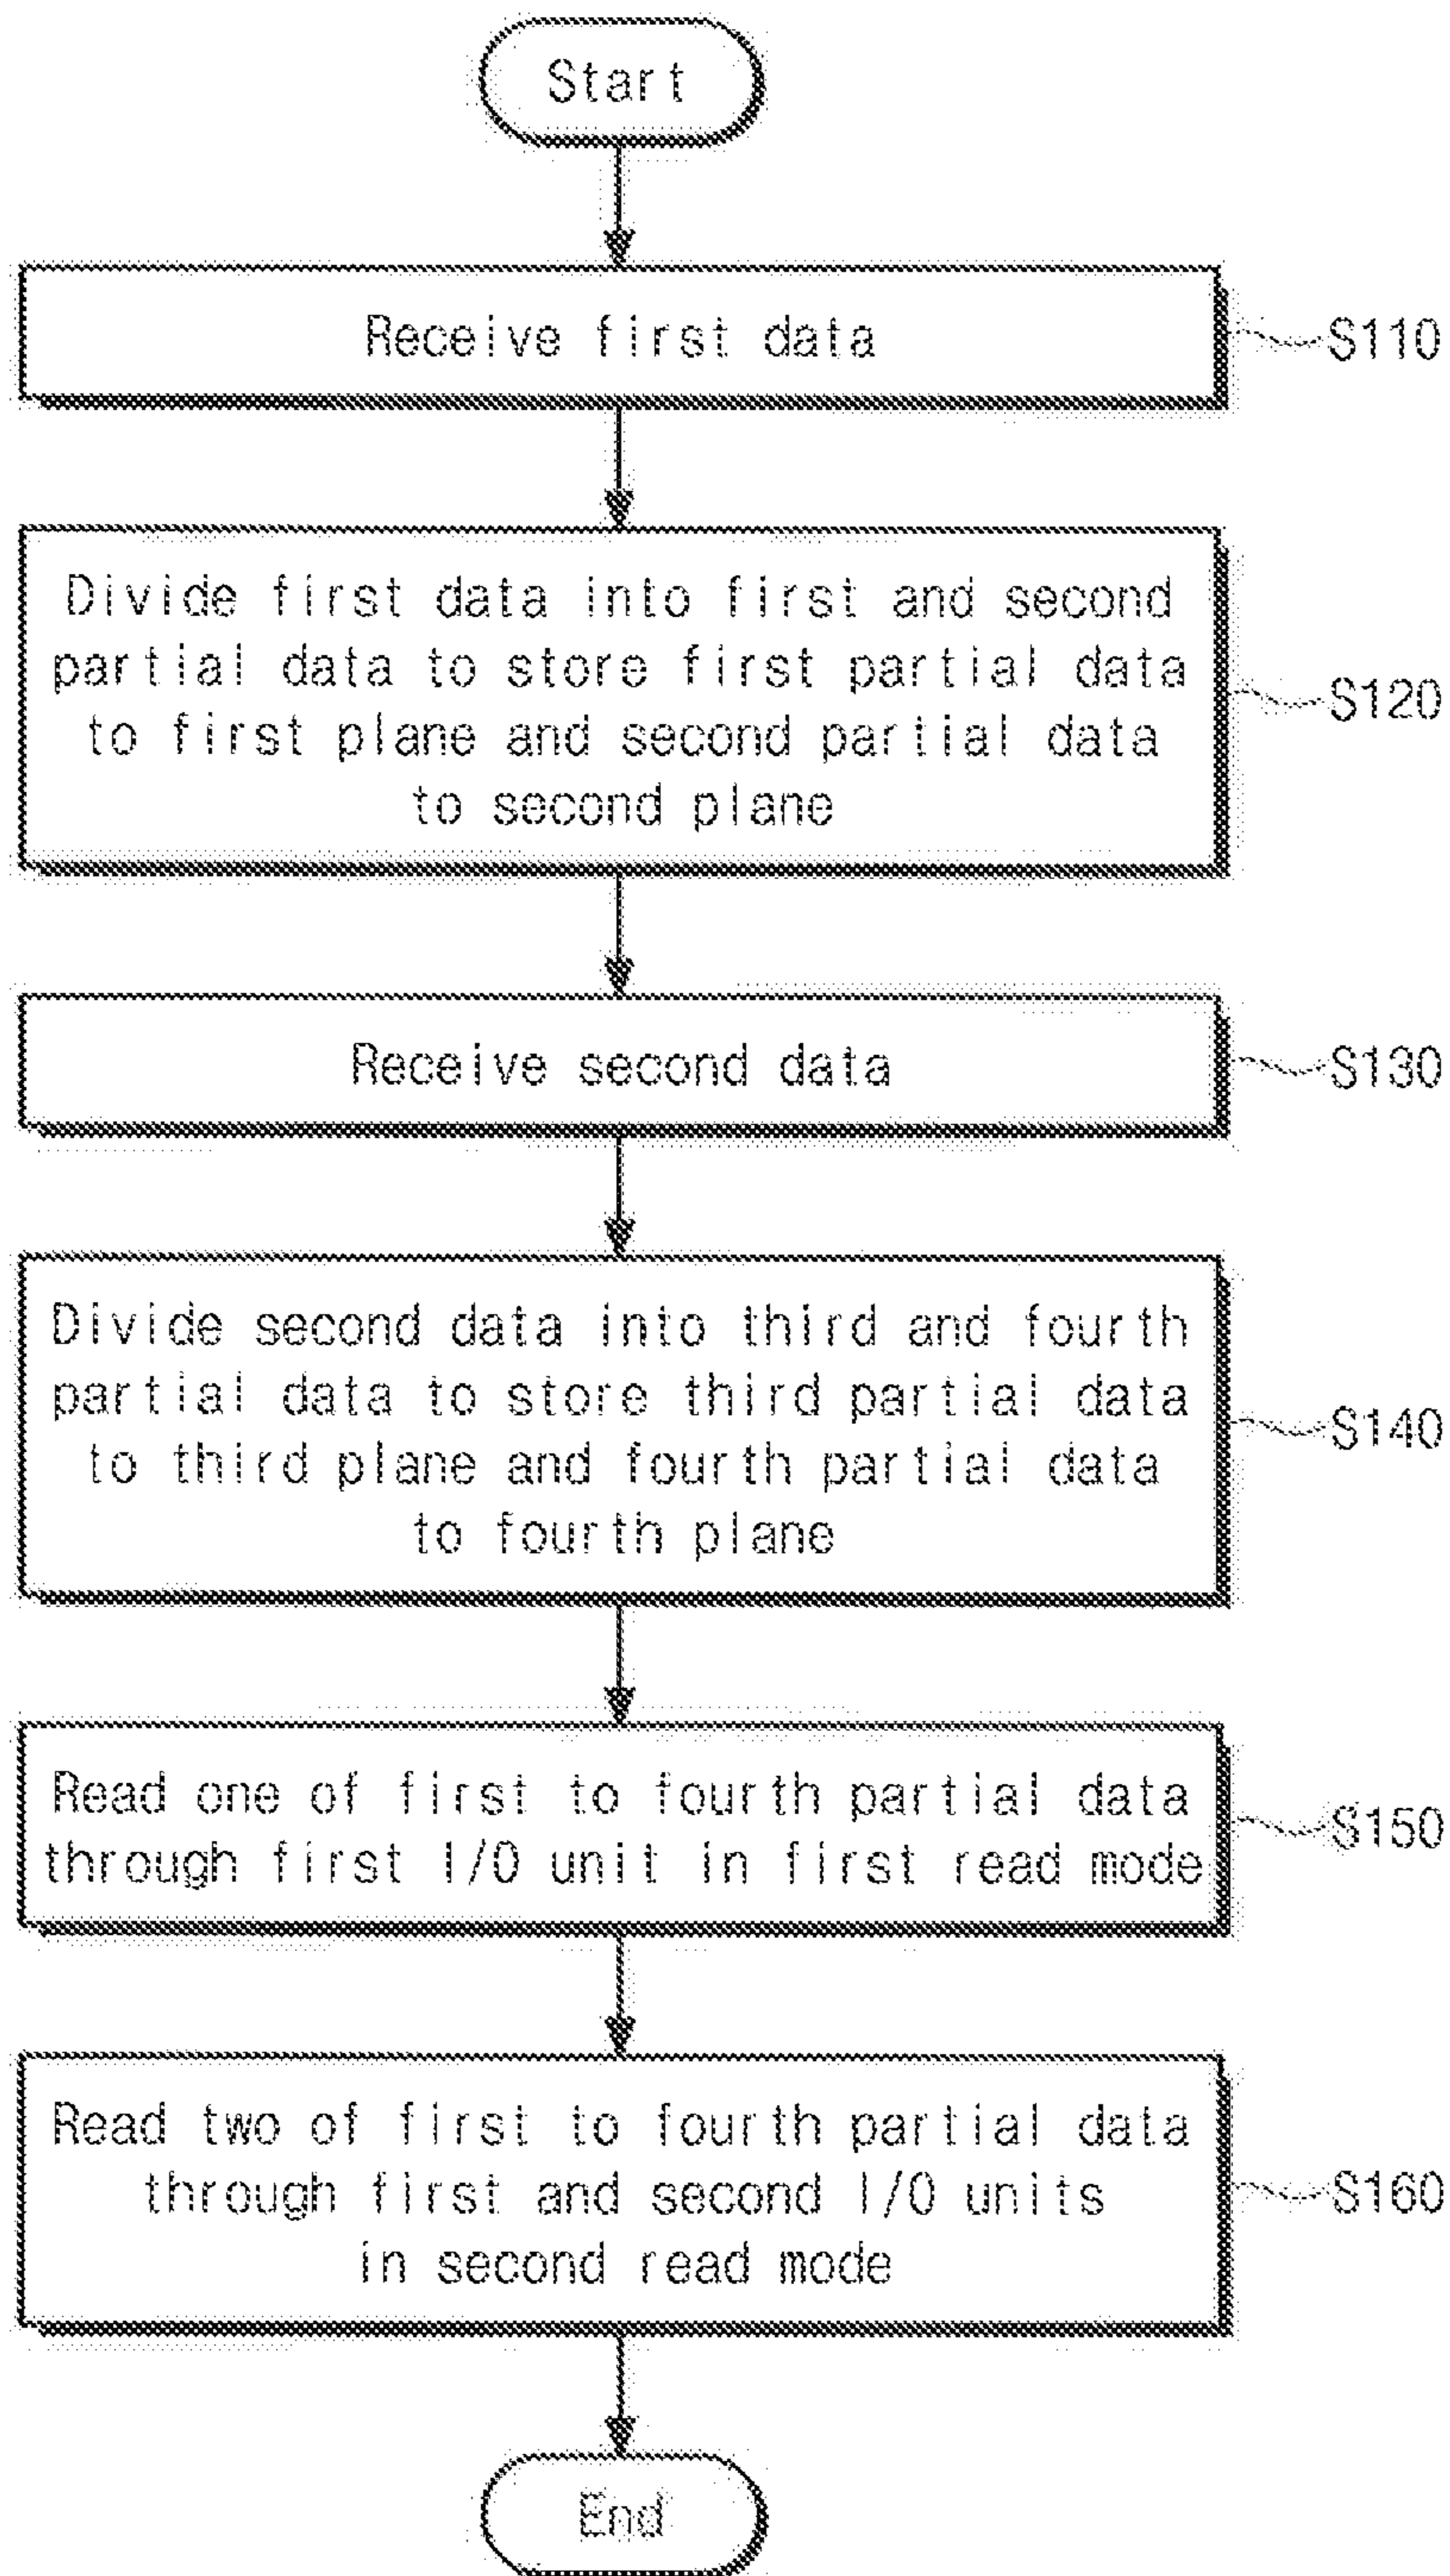 Start
Receive first data
S110
Divide first data into first and second
partial data to store first partial data
to first plane and second partial data
to second plane
S120
Receive second data
S130
Divide second data into third and fourth
partial data to store third partial data
to third plane and fourth partial data
to fourth plane
S140
Read one of first to fourth partial data
through first I/O unit in first read mode
S150
Read two of first to fourth partial data
through first and second I/O units
in second read mode
S160
End